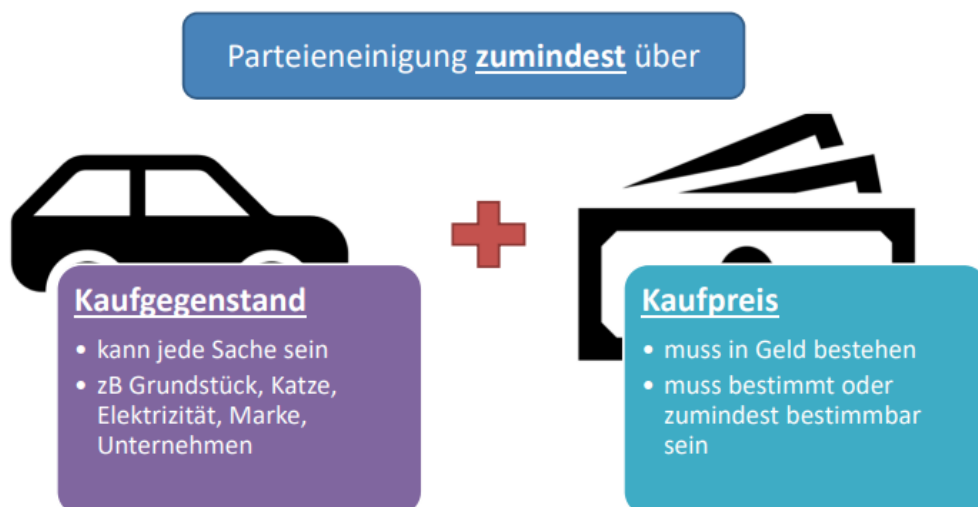 Parteieneinigung zumindest über
Kaufgegenstand
• kann jede Sache sein
• zB Grundstück, Katze,
Elektrizität, Marke,
Unternehmen
Kaufpreis
• muss in Geld bestehen
• muss bestimmt oder
zumindest bestimmbar
sein